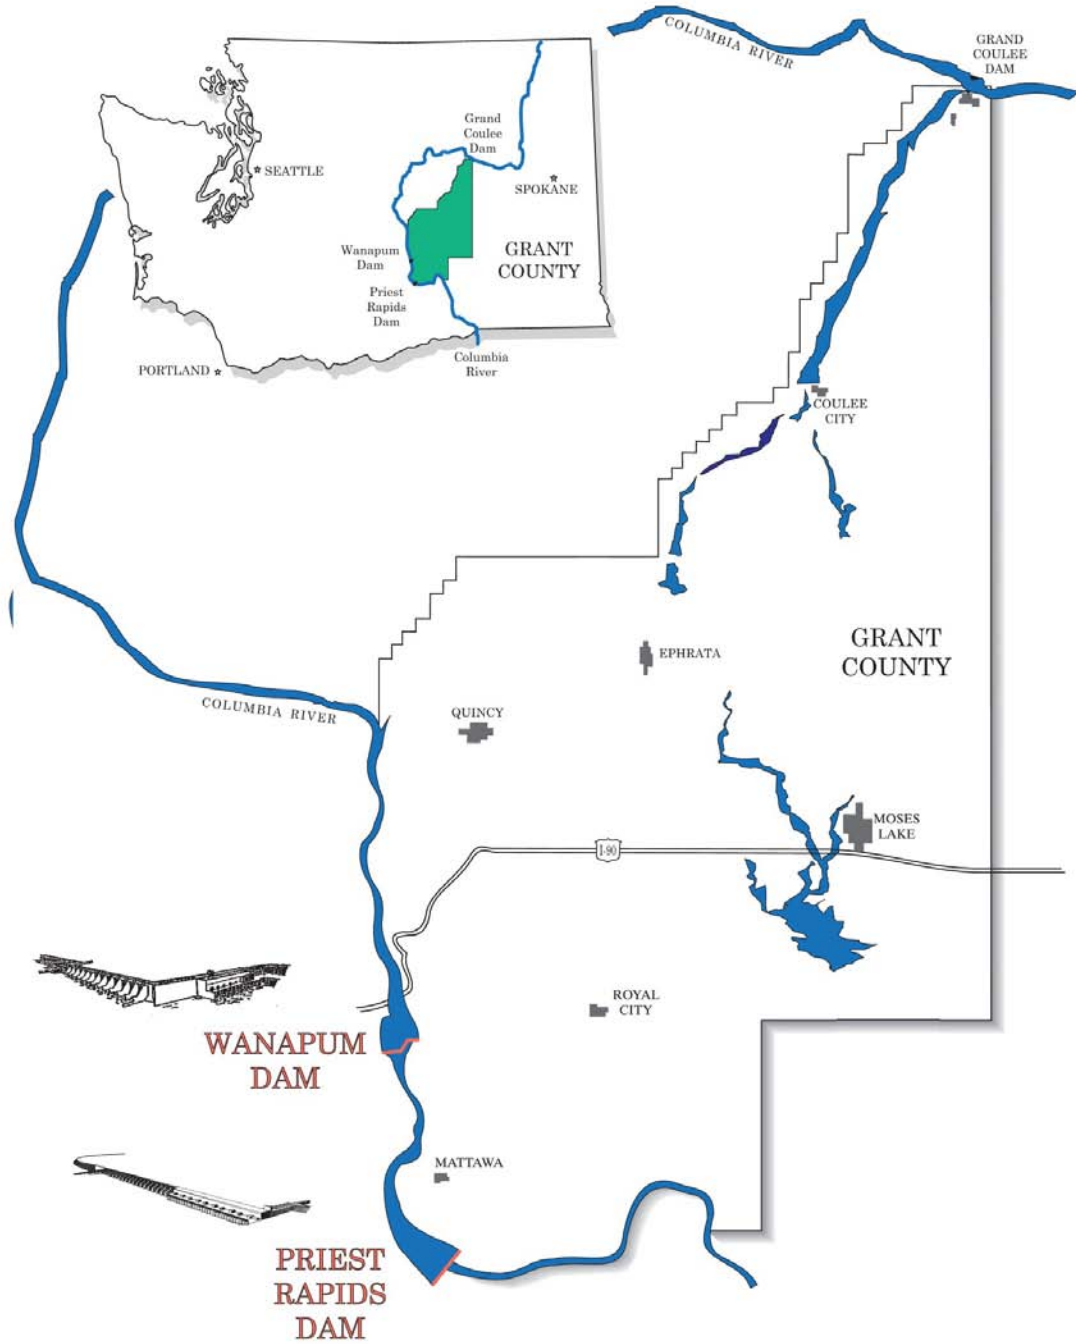 COLUMBIA RIVER
GRAND
COULEE
DAM
Grand
Coulee
Dam
SEATTLE
SPOKANE
Wanapum
Dam
GRANT
COUNTY
Priest
Rapids
Dam
Columbia
River
PORTLAND
COULEE
CITY
GRANT
COUNTY
EPHRATA
COLUMBIA RIVER
QUINCY
MOSES
LAKE
I-90
ROYAL
CITY
WANAPUM
DAM
MATTAWA
PRIEST
RAPIDS
DAM